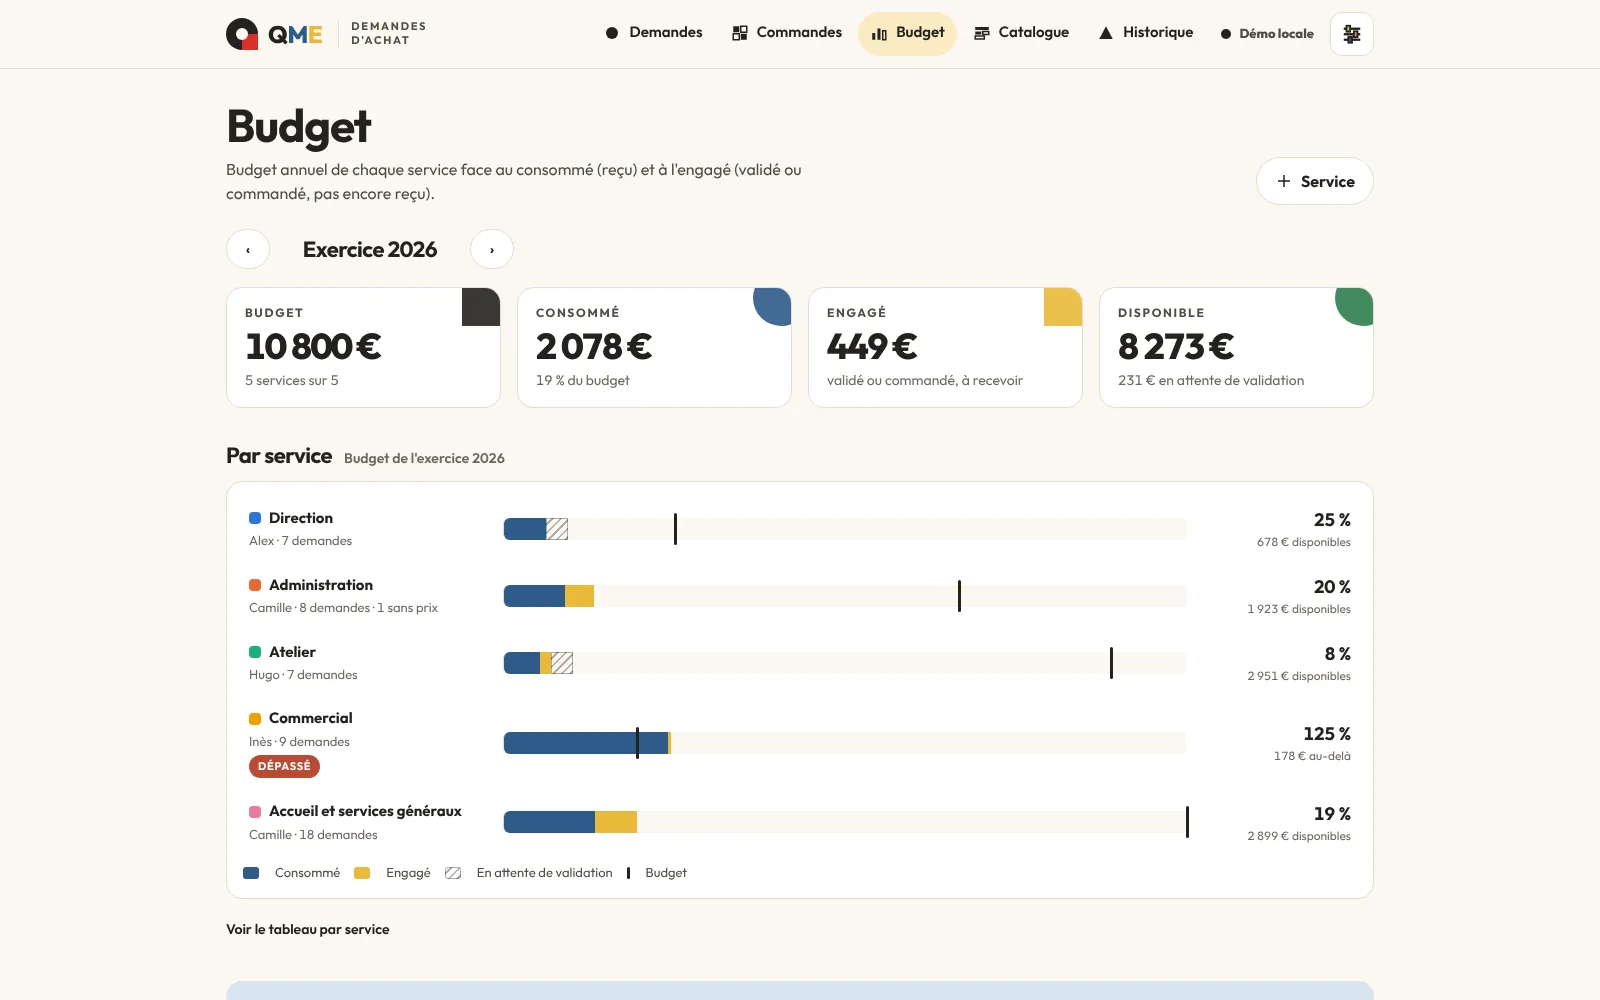 QME
DEMANDES
D'ACHAT
Demandes
Commandes
Budget
Catalogue
Historique
Démo locale
Budget
Budget annuel de chaque service face au consommé (reçu) et à l'engagé (validé ou
commandé, pas encore reçu).
+ Service
‹
Exercice 2026
›
BUDGET
10 800 €
5 services sur 5
CONSOMMÉ
2 078 €
19 % du budget
ENGAGÉ
449 €
validé ou commandé, à recevoir
DISPONIBLE
8 273 €
231 € en attente de validation
Par service
Budget de l'exercice 2026
Direction
Alex · 7 demandes
25 %
678 € disponibles
Administration
Camille · 8 demandes · 1 sans prix
20 %
1 923 € disponibles
Atelier
Hugo · 7 demandes
8 %
2 951 € disponibles
Commercial
Inès · 9 demandes
DÉPASSÉ
125 %
178 € au-delà
Accueil et services généraux
Camille · 18 demandes
19 %
2 899 € disponibles
Consommé
Engagé
En attente de validation
Budget
Voir le tableau par service